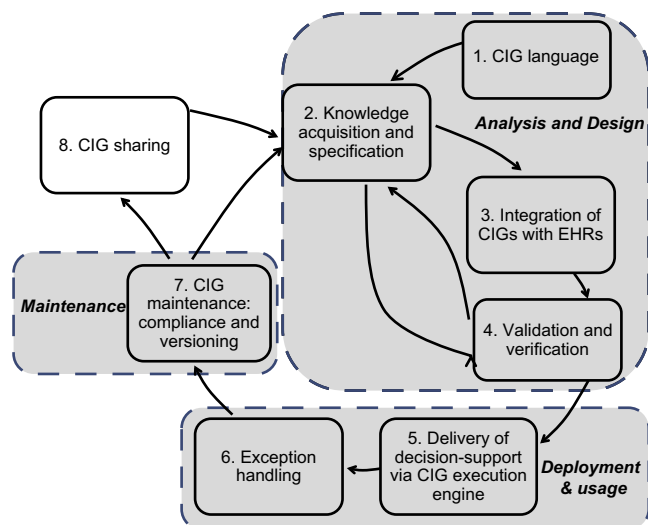 1. CIG language
2. Knowledge
acquisition and
specification
Analysis and Design
8. CIG sharing
3. Integration of
CIGs with EHRs
Maintenance
7. CIG
maintenance:
compliance and
versioning
4. Validation and
verification
6. Exception
handling
5. Delivery of
decision-support
via CIG execution
engine
Deployment
& usage